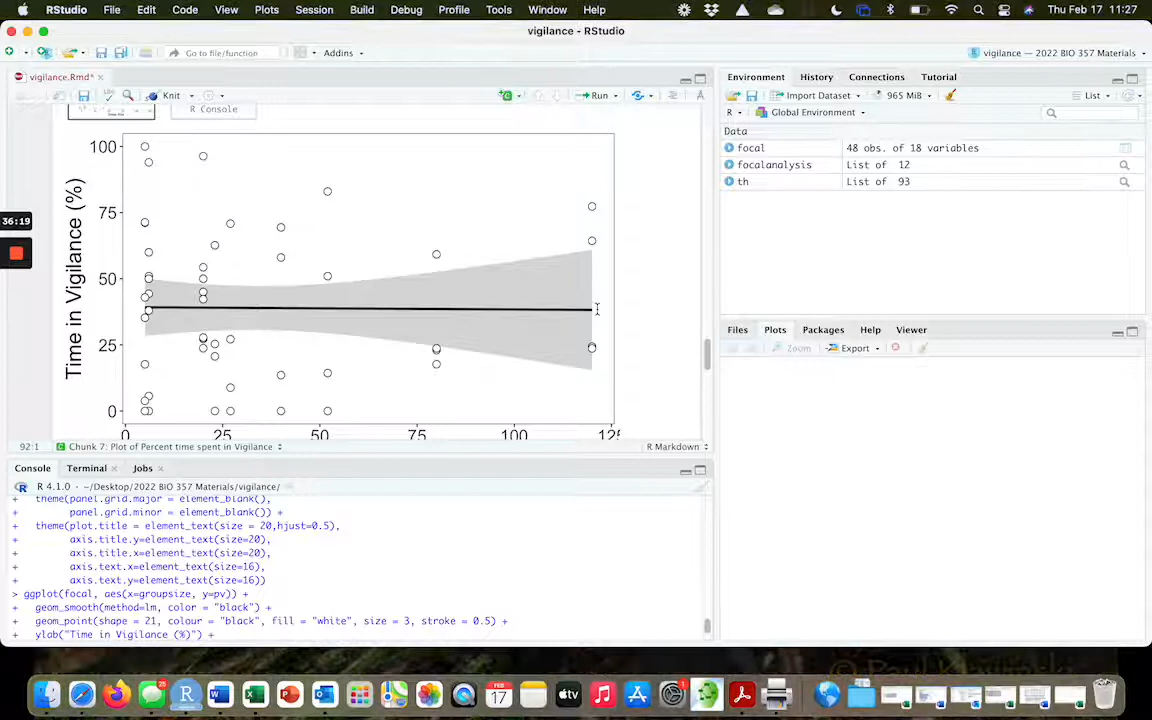 RStudio File Edit Code View Plots Session Build Debug Profile Tools Window Help Thu Feb 17 11:27
vigilance - RStudio
Go to file/function Addins vigilance — 2022 BIO 357 Materials
vigilance.Rmd* Environment History Connections Tutorial
Knit Run Import Dataset 965 MiB List
R Console R Global Environment
Data
focal 48 obs. of 18 variables
focalanalysis List of 12
th List of 93
36:19
Time in Vigilance (%)
100
75
50
25
0
0 25 50 75 100
Files Plots Packages Help Viewer
Zoom Export
92:1 Chunk 7: Plot of Percent time spent in Vigilance R Markdown
Console Terminal Jobs
R 4.1.0 · ~/Desktop/2022 BIO 357 Materials/vigilance/
+ theme(panel.grid.major = element_blank(),
+ panel.grid.minor = element_blank()) +
+ theme(plot.title = element_text(size = 20,hjust=0.5),
+ axis.title.y=element_text(size=20),
+ axis.title.x=element_text(size=20),
+ axis.text.x=element_text(size=16),
+ axis.text.y=element_text(size=16))
> ggplot(focal, aes(x=groupsize, y=pv)) +
+ geom_smooth(method=lm, color = "black") +
+ geom_point(shape = 21, colour = "black", fill = "white", size = 3, stroke = 0.5) +
+ ylab("Time in Vigilance (%)") +
25
FEB
17
tv
1